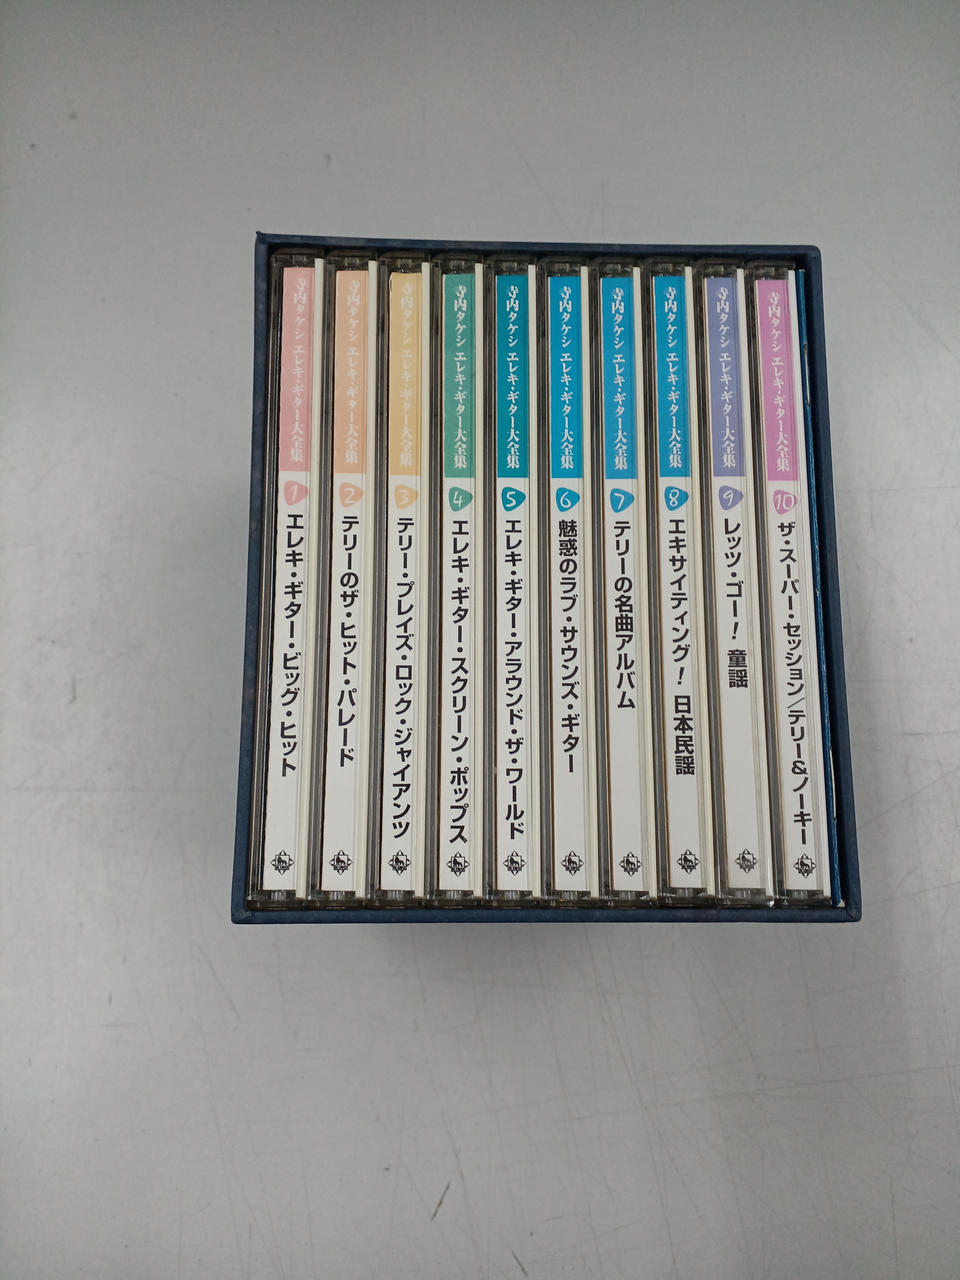 寺内タケシ エレキ・ギター大全集
1
エレキ・ギター・ビッグ・ヒット
寺内タケシ エレキ・ギター大全集
2
テリーのザ・ヒット・パレード
寺内タケシ エレキ・ギター大全集
3
テリー・プレイズ・ロック・ジャイアンツ
寺内タケシ エレキ・ギター大全集
4
エレキ・ギター・スクリーン・ポップス
寺内タケシ エレキ・ギター大全集
5
エレキ・ギター・アラウンド・ザ・ワールド
寺内タケシ エレキ・ギター大全集
6
魅惑のラブ・サウンズ・ギター
寺内タケシ エレキ・ギター大全集
7
テリーの名曲アルバム
寺内タケシ エレキ・ギター大全集
8
エキサイティング! 日本民謡
寺内タケシ エレキ・ギター大全集
9
レッツ・ゴー! 童謡
寺内タケシ エレキ・ギター大全集
10
ザ・スーパー・セッション/テリー&ノーキー